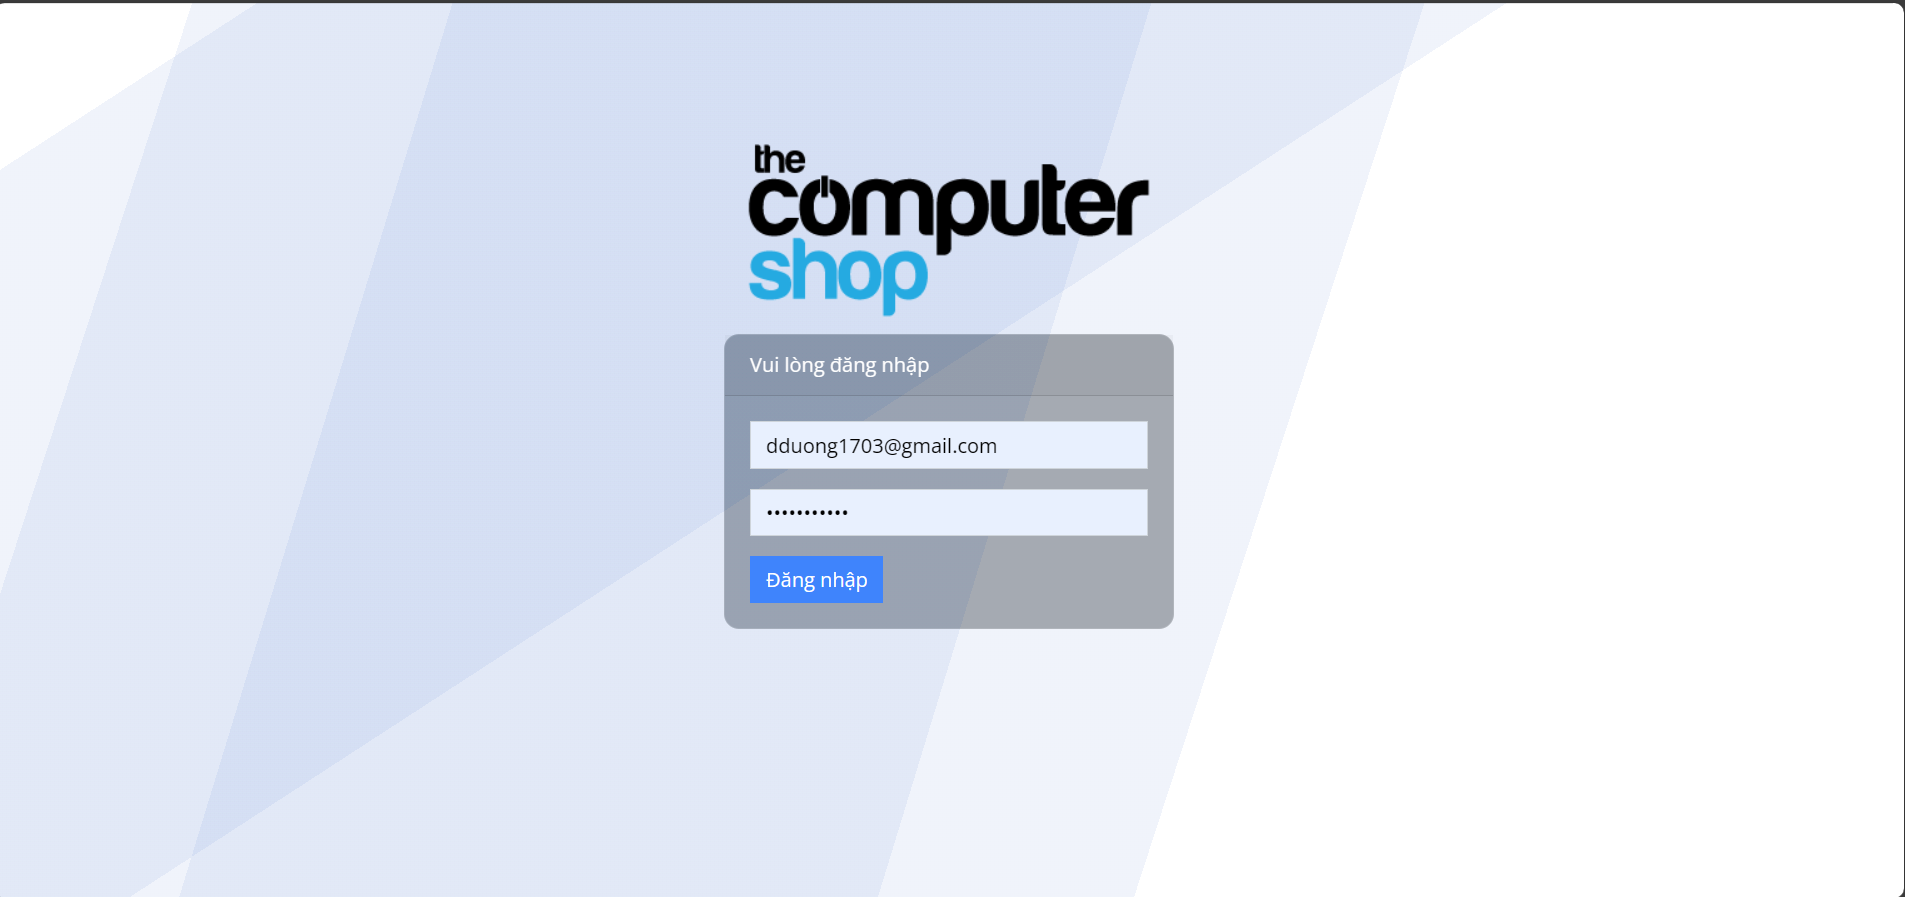 the
computer
shop
Vui lòng đăng nhập
dduong1703@gmail.com
•••••••••••
Đăng nhập